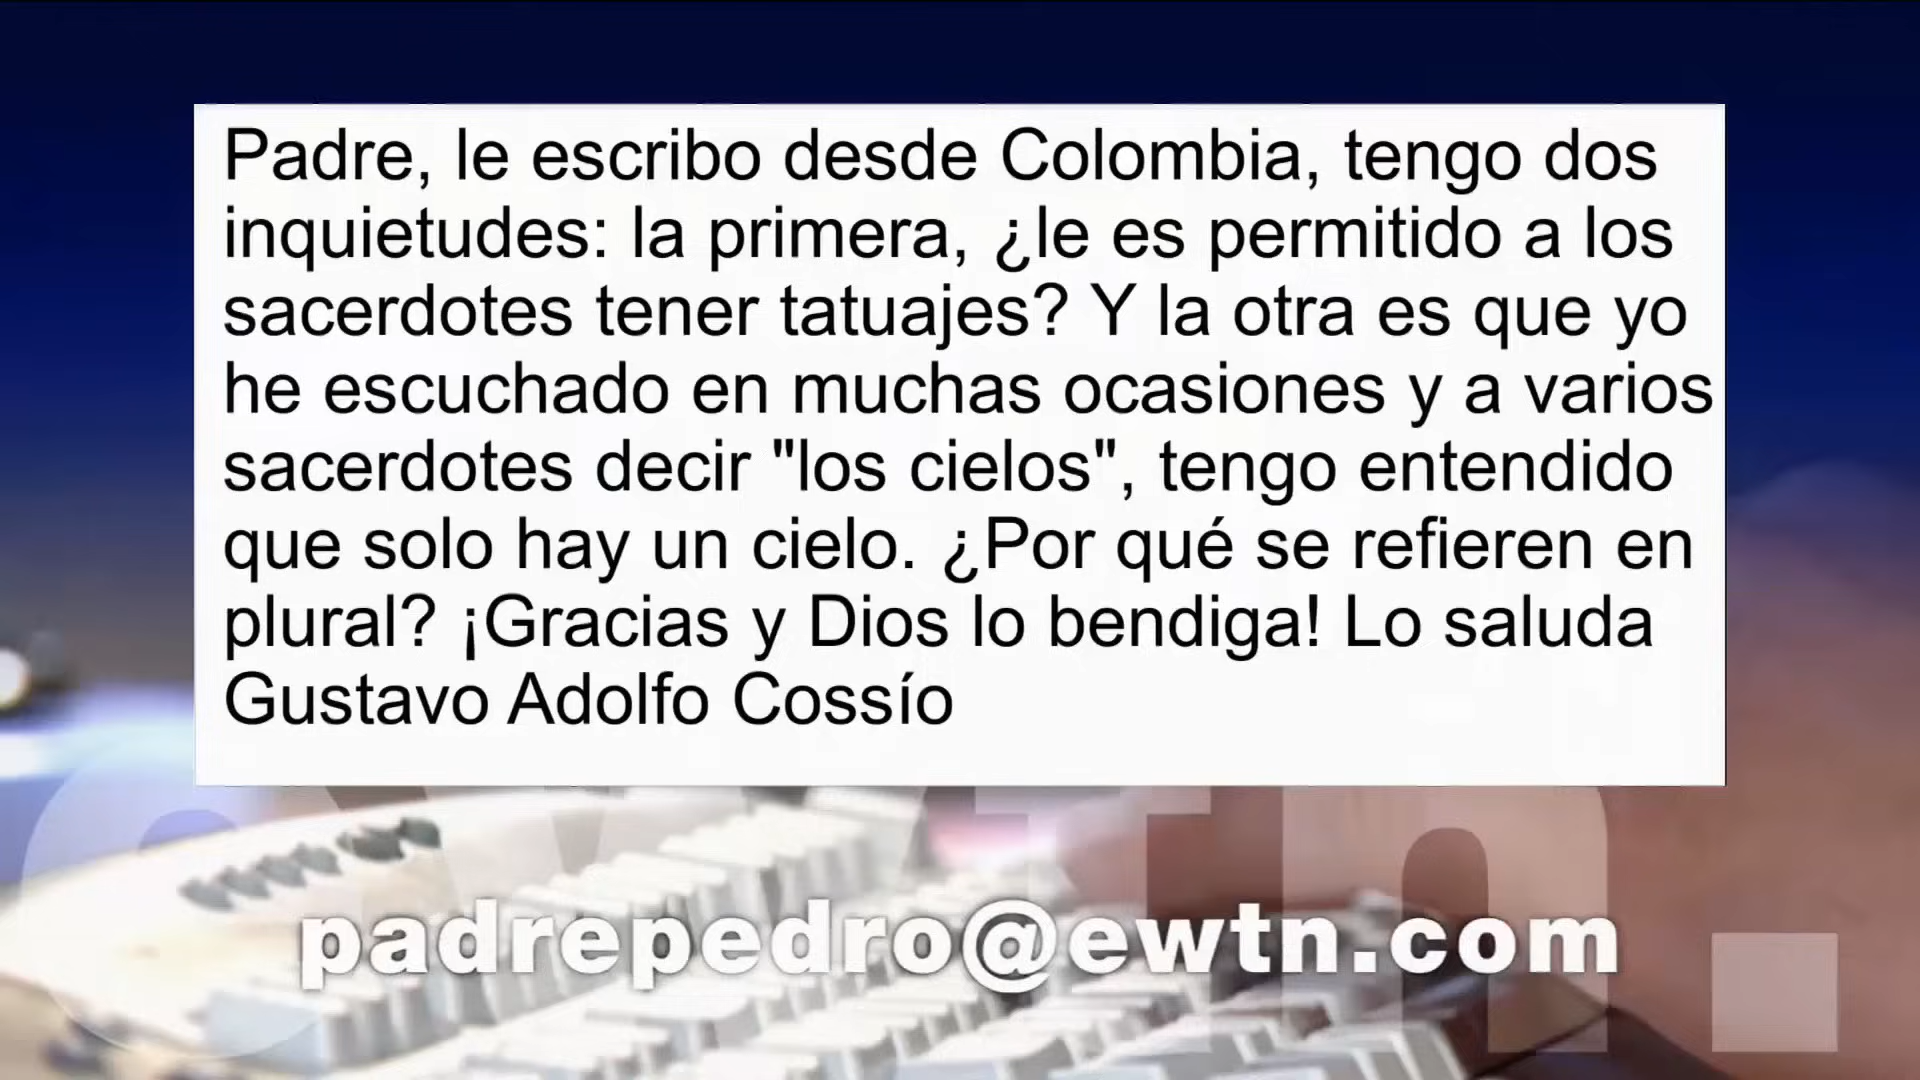 Padre, le escribo desde Colombia, tengo dos
inquietudes: la primera, ¿le es permitido a los
sacerdotes tener tatuajes? Y la otra es que yo
he escuchado en muchas ocasiones y a varios
sacerdotes decir "los cielos", tengo entendido
que solo hay un cielo. ¿Por qué se refieren en
plural? ¡Gracias y Dios lo bendiga! Lo saluda
Gustavo Adolfo Cossío
padrepedro@ewtn.com